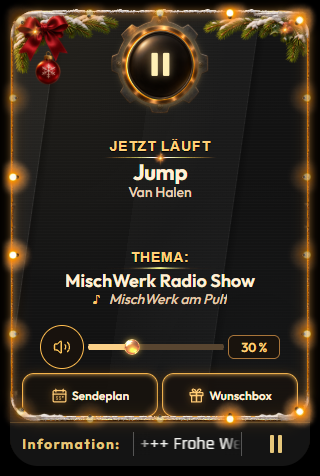 JETZT LÄUFT
Jump
Van Halen
THEMA:
MischWerk Radio Show
MischWerk am Pult
30 %
Sendeplan
Wunschbox
Information:
+++ Frohe We